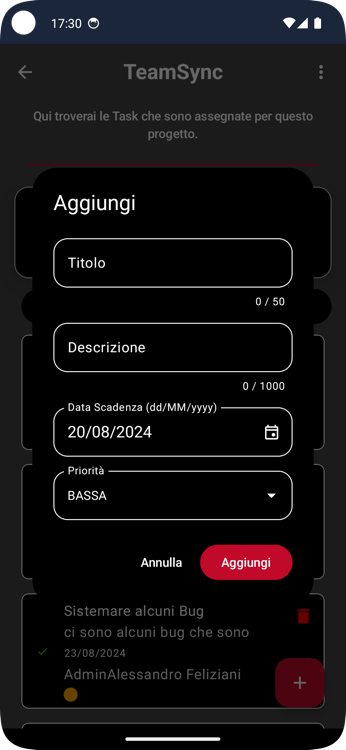 17:30
TeamSync
Qui troverai le Task che sono assegnate per questo
progetto.
Aggiungi
Titolo
0 / 50
Descrizione
0 / 1000
Data Scadenza (dd/MM/yyyy)
20/08/2024
Priorità
BASSA
Annulla
Aggiungi
Sistemare alcuni Bug
ci sono alcuni bug che sono
23/08/2024
AdminAlessandro Feliziani